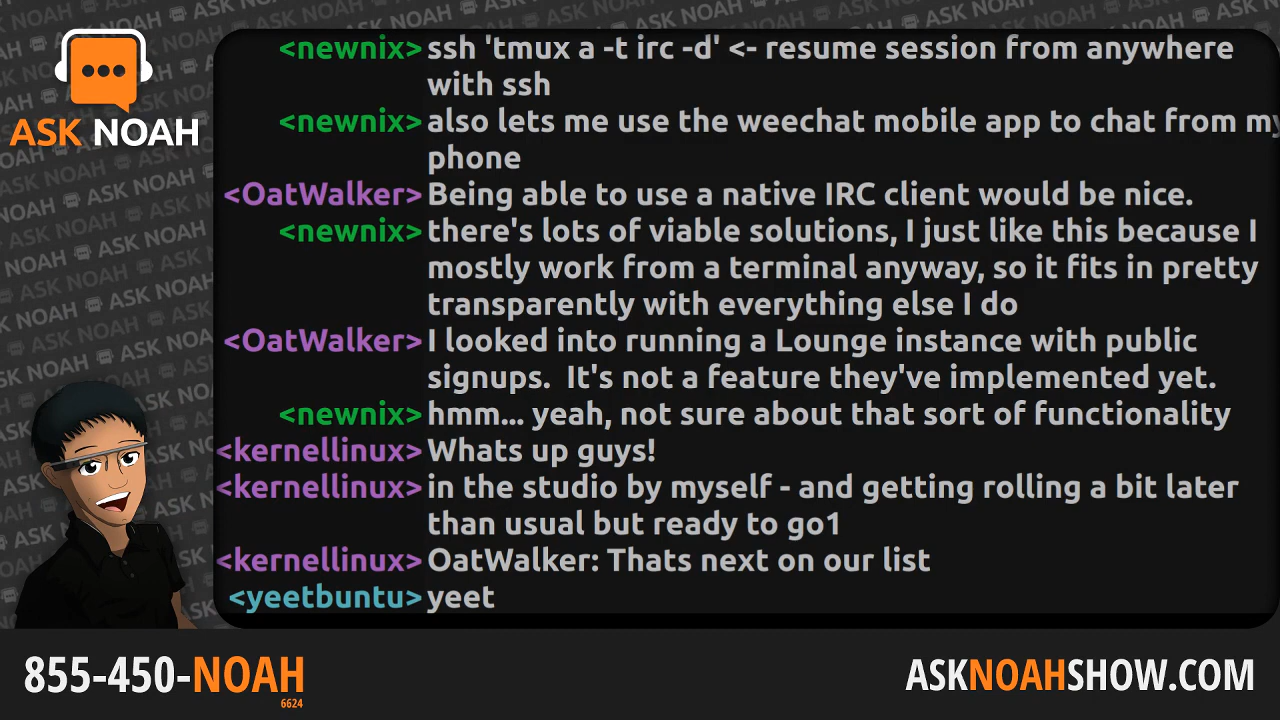 ASK NOAH
<newnix> ssh 'tmux a -t irc -d' <- resume session from anywhere
with ssh
<newnix> also lets me use the weechat mobile app to chat from my
phone
<OatWalker> Being able to use a native IRC client would be nice.
<newnix> there's lots of viable solutions, I just like this because I
mostly work from a terminal anyway, so it fits in pretty
transparently with everything else I do
<OatWalker> I looked into running a Lounge instance with public
signups.  It's not a feature they've implemented yet.
<newnix> hmm... yeah, not sure about that sort of functionality
<kernellinux> Whats up guys!
<kernellinux> in the studio by myself - and getting rolling a bit later
than usual but ready to go1
<kernellinux> OatWalker: Thats next on our list
<yeetbuntu> yeet
855-450-NOAH
6624
ASKNOAHSHOW.COM